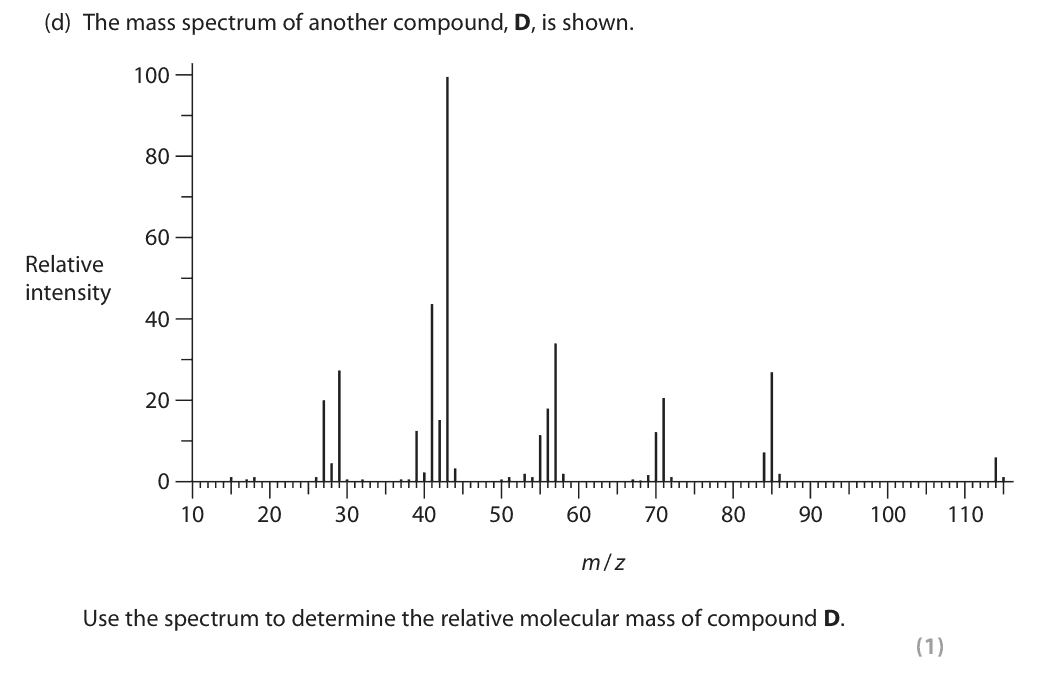 (d) The mass spectrum of another compound, D, is shown.
100
80
60
40
20
0
Relative
intensity
10 20 30 40 50 60 70 80 90 100 110
m / z
Use the spectrum to determine the relative molecular mass of compound D.
(1)